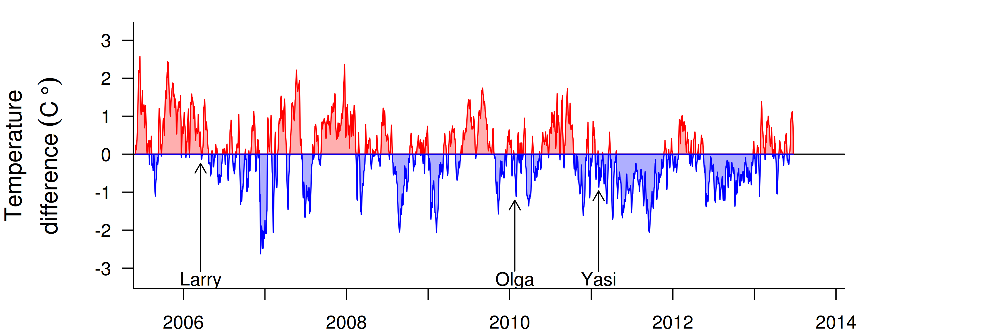 Temperature
difference (C °)
3
2
1
0
-1
-2
-3
Larry
Olga
Yasi
2006
2008
2010
2012
2014